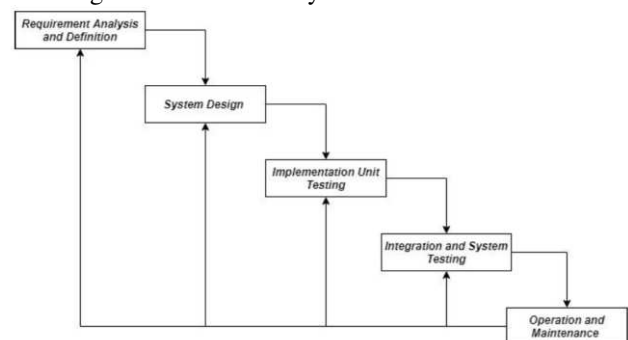 Requirement Analysis
and Definition
System Design
Implementation Unit
Testing
Integration and System
Testing
Operation and
Maintenance